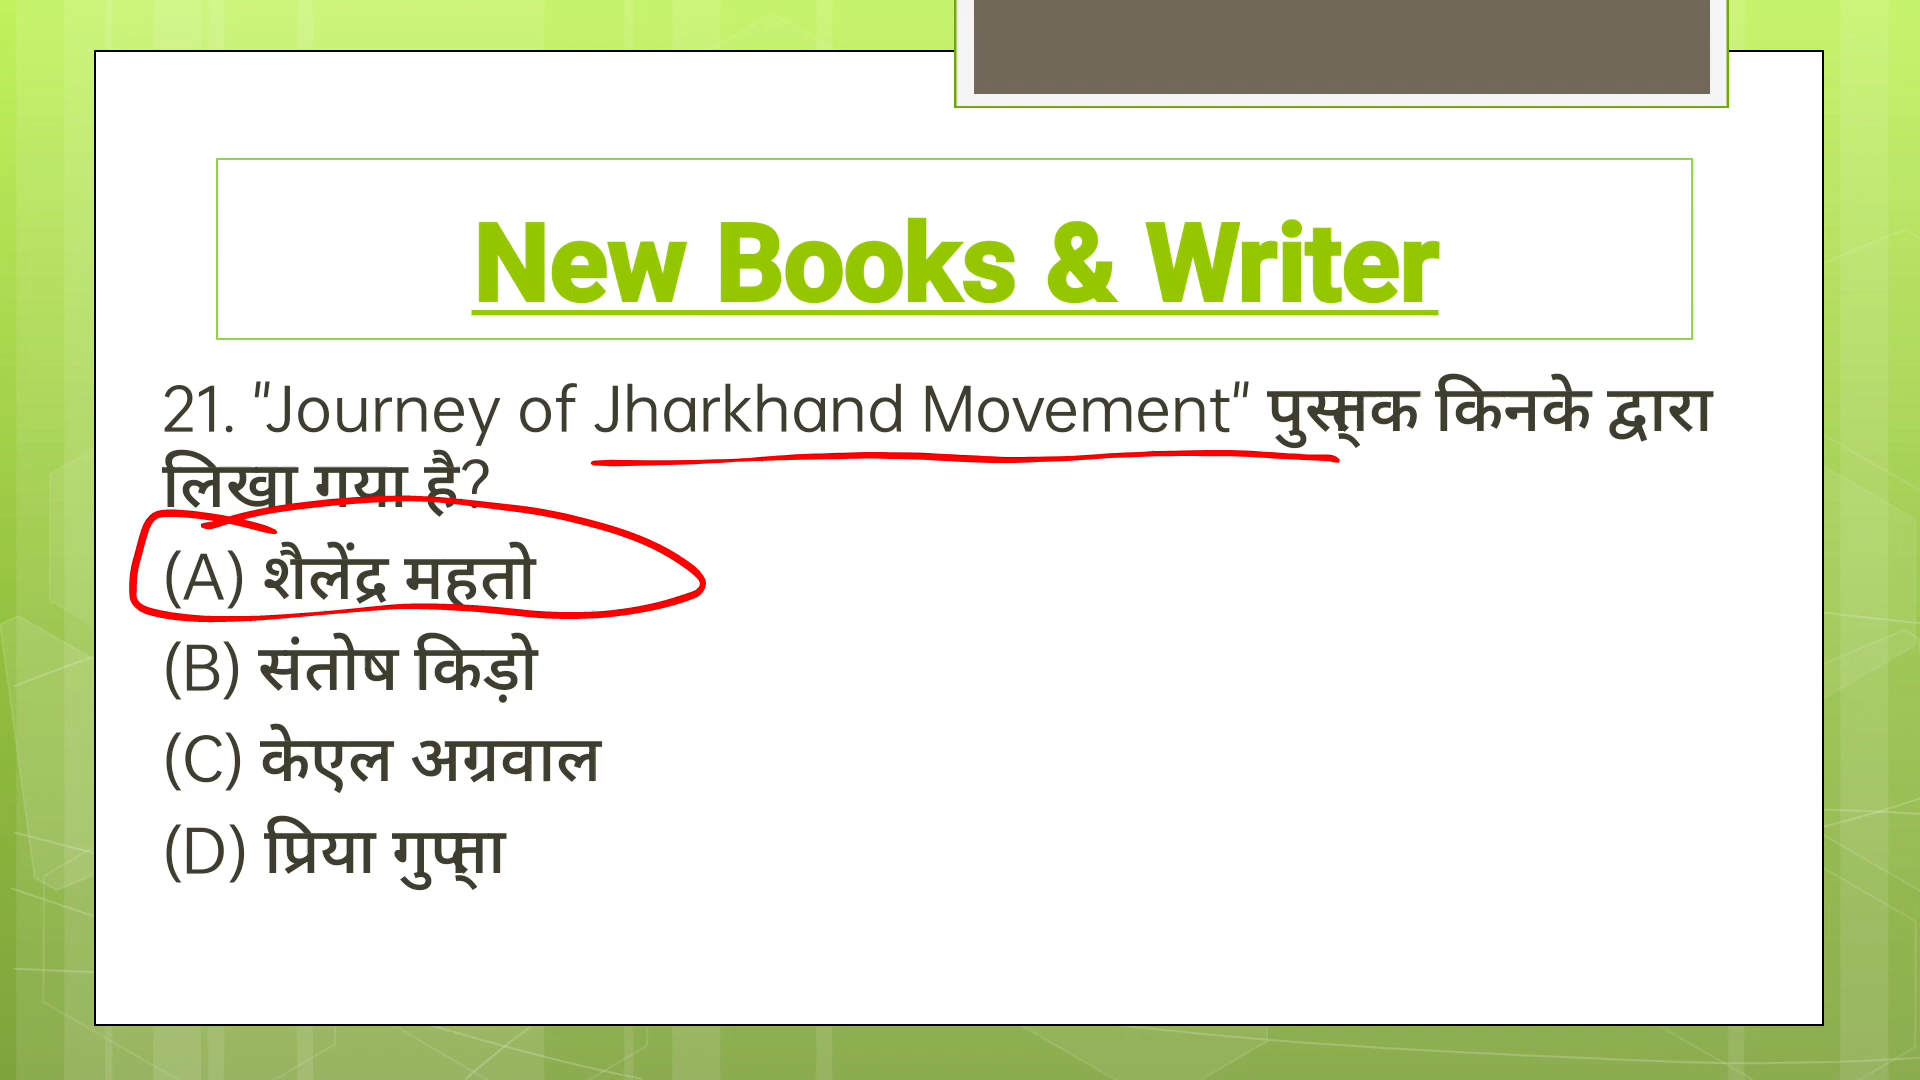 New Books & Writer
21. "Journey of Jharkhand Movement" पुस्तक किनके द्वारा
लिखा गया है?
(A) शैलेंद्र महतो
(B) संतोष किड़ो
(C) केएल अग्रवाल
(D) प्रिया गुप्ता